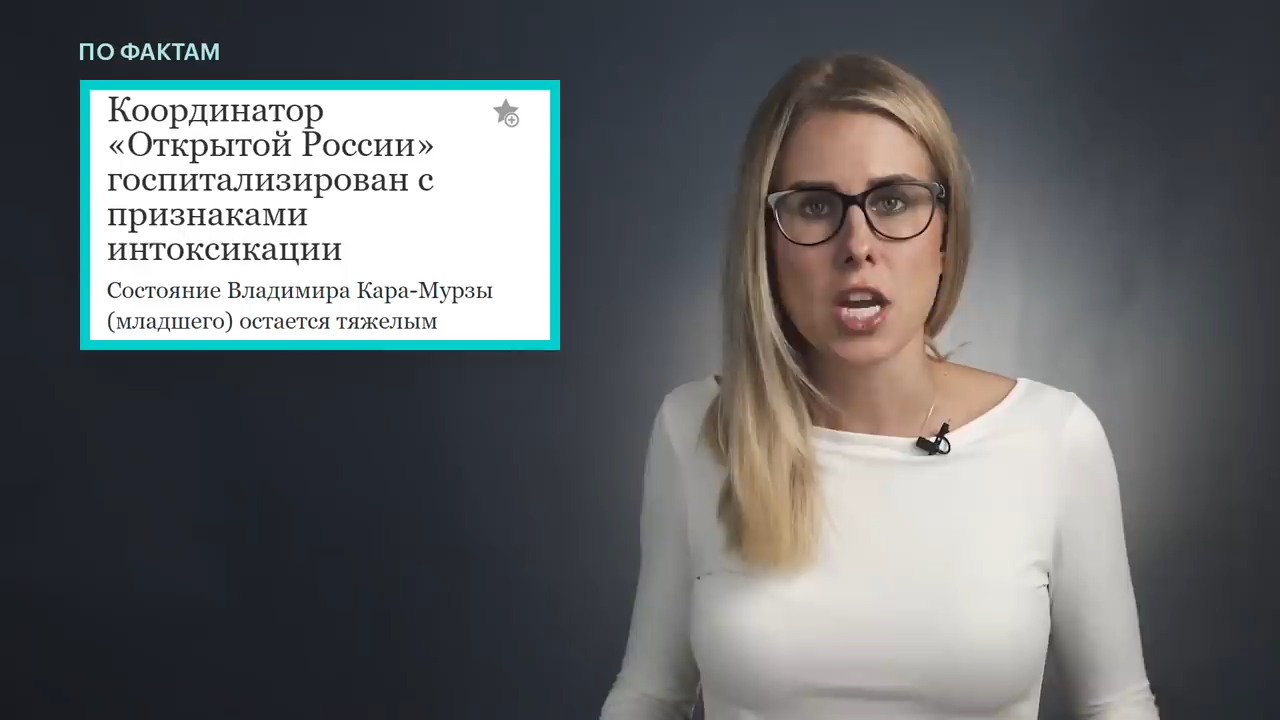 ПО ФАКТАМ
Координатор
«Открытой России»
госпитализирован с
признаками
интоксикации
Состояние Владимира Кара-Мурзы
(младшего) остается тяжелым